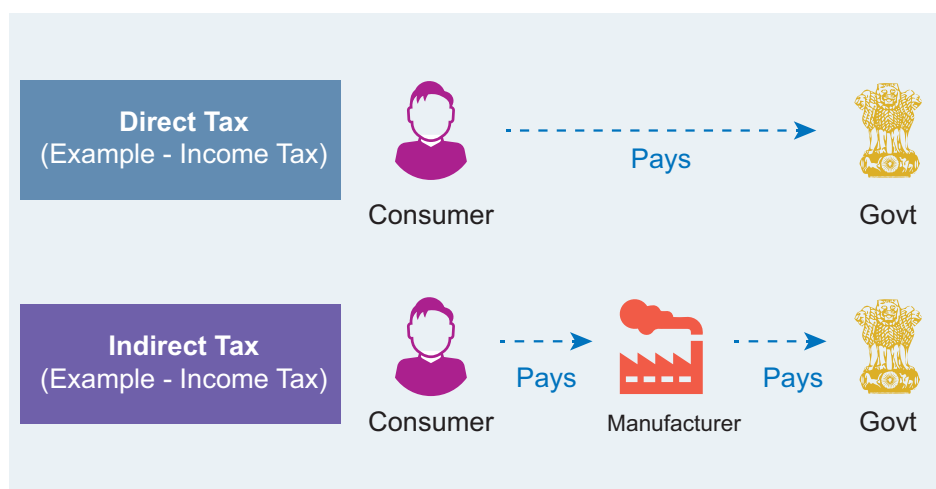 Direct Tax
(Example - Income Tax)
Pays
Consumer
Govt
Indirect Tax
(Example - Income Tax)
Pays
Pays
Consumer
Manufacturer
Govt